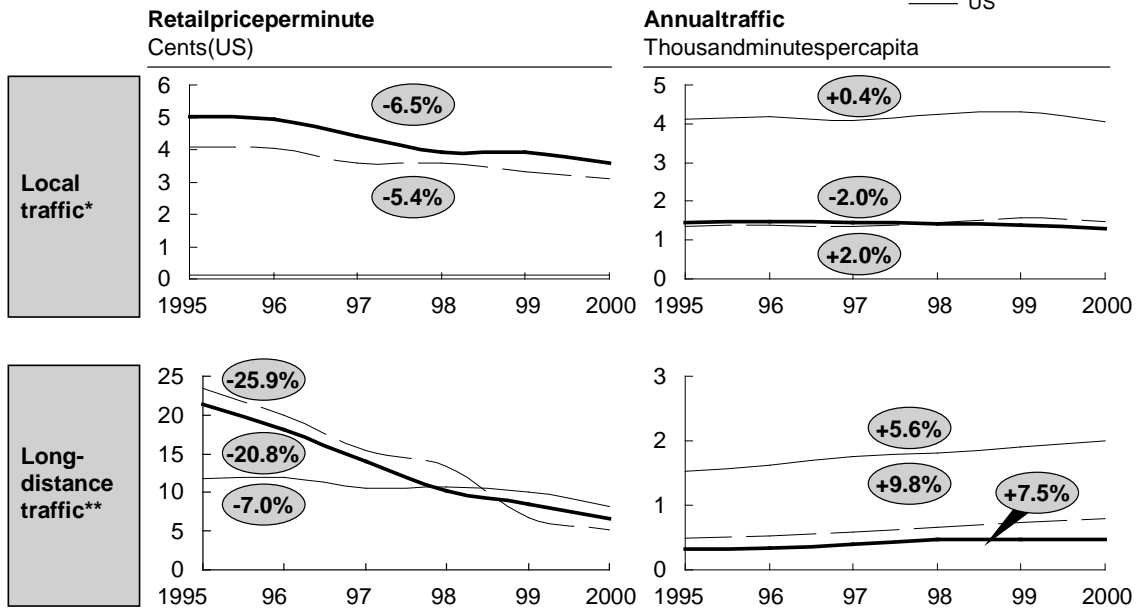 US
Retailpriceperminute
Cents(US)
Annualtraffic
Thousandminutespercapita
Local
traffic*
6
5
4
3
2
1
0
-6.5%
-5.4%
1995 96 97 98 99 2000
5
4
3
2
1
0
+0.4%
-2.0%
+2.0%
1995 96 97 98 99 2000
Long-
distance
traffic**
25
20
15
10
5
0
-25.9%
-20.8%
-7.0%
1995 96 97 98 99 2000
3
2
1
0
+5.6%
+9.8%
+7.5%
1995 96 97 98 99 2000